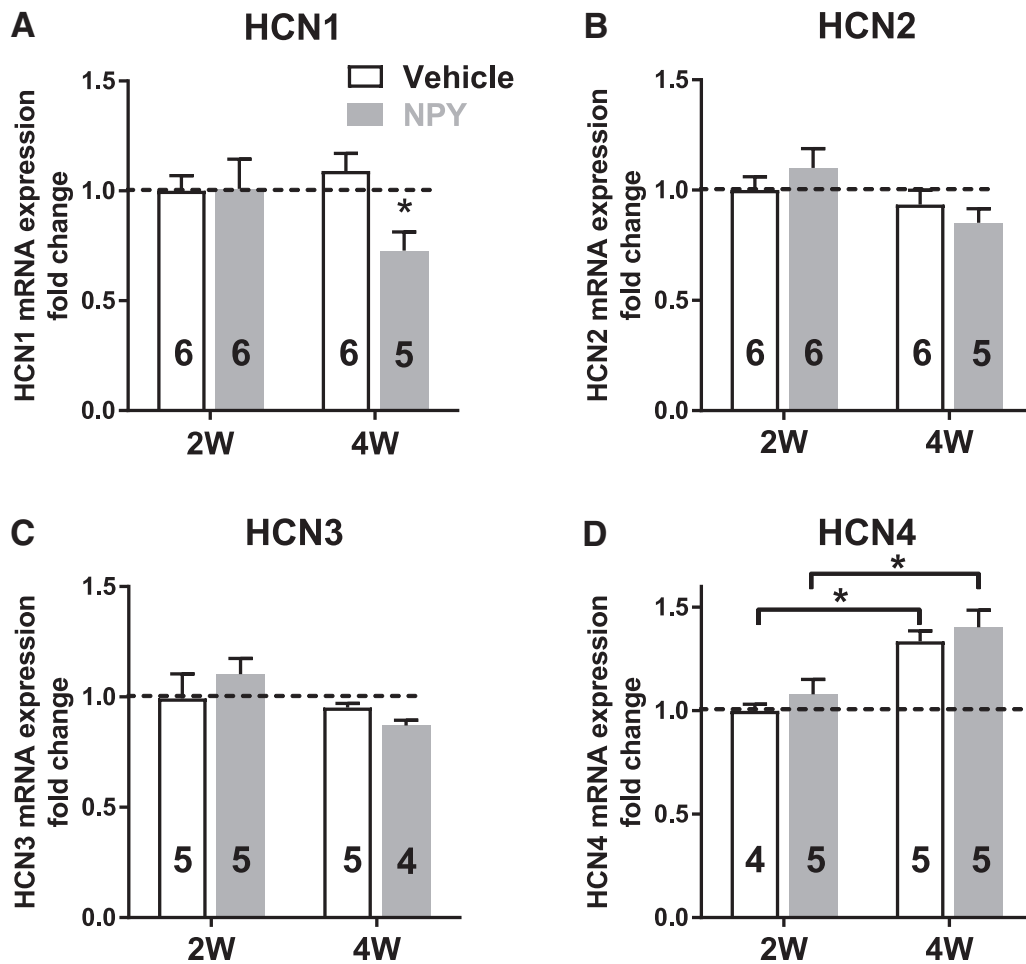 A
HCN1
Vehicle
NPY
HCN1 mRNA expression
fold change
1.5
1.0
0.5
0.0
*
6
6
6
5
2W
4W
B
HCN2
HCN2 mRNA expression
fold change
1.5
1.0
0.5
0.0
6
6
6
5
2W
4W
C
HCN3
HCN3 mRNA expression
fold change
1.5
1.0
0.5
0.0
5
5
5
4
2W
4W
D
HCN4
HCN4 mRNA expression
fold change
1.5
1.0
0.5
0.0
*
*
4
5
5
5
2W
4W